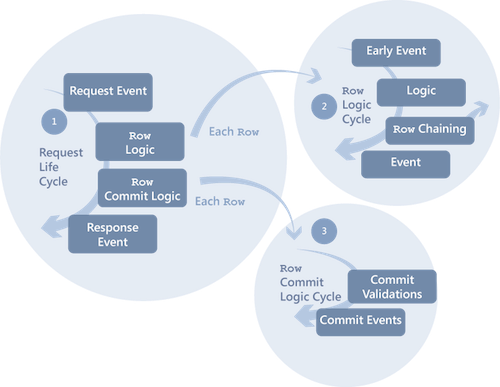 Request Event
1
Row
Logic
Request
Life
Cycle
Row
Commit Logic
Response
Event
Each Row
Each Row
Early Event
2
Row
Logic
Cycle
Logic
Row Chaining
Event
3
Row
Commit
Logic Cycle
Commit
Validations
Commit Events